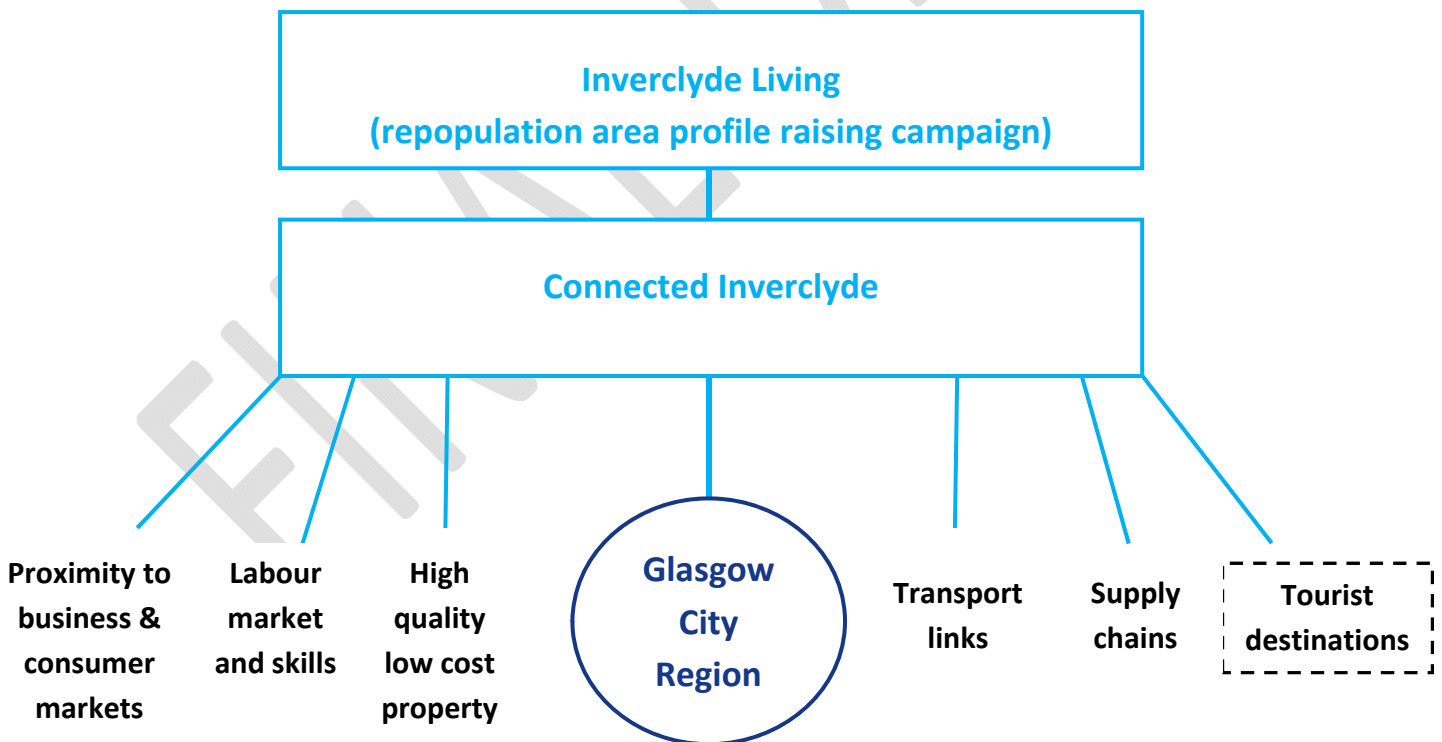 Inverclyde Living
(repopulation area profile raising campaign)
Connected Inverclyde
Proximity to
business &
consumer
markets
Labour
market
and skills
High
quality
low cost
property
Glasgow
City
Region
Transport
links
Supply
chains
Tourist
destinations